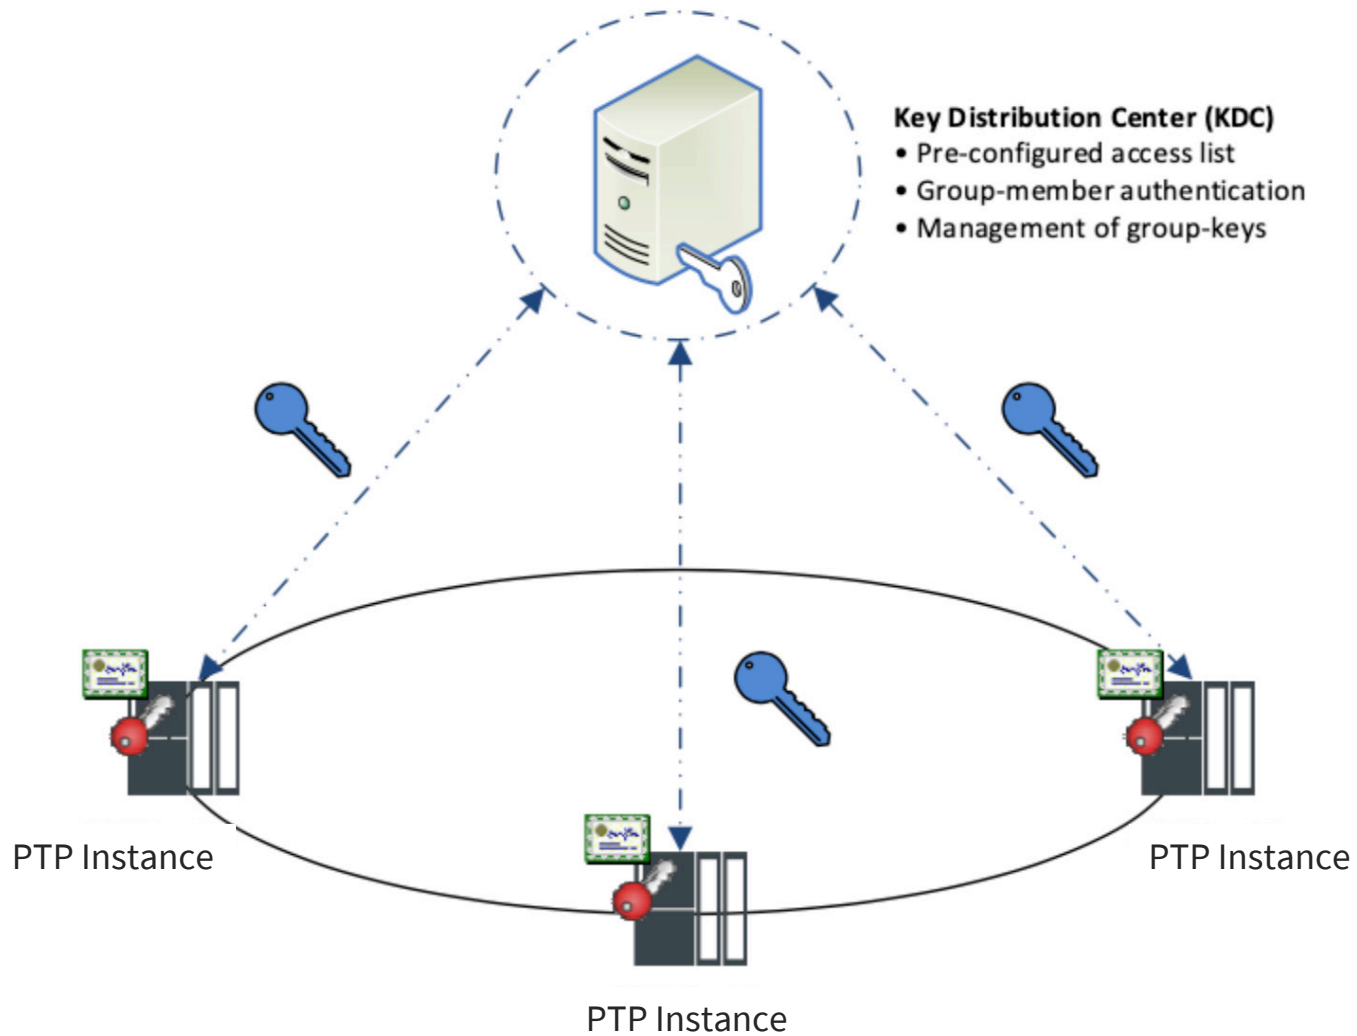 Key Distribution Center (KDC)
• Pre-configured access list
• Group-member authentication
• Management of group-keys
PTP Instance
PTP Instance
PTP Instance